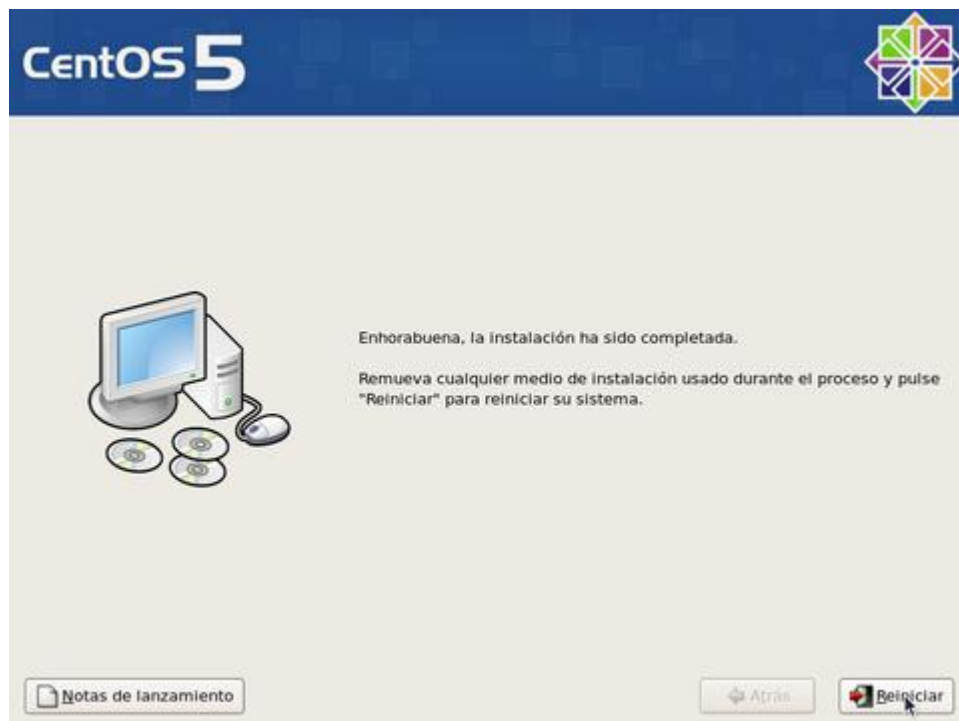 CentOS 5
Enhorabuena, la instalación ha sido completada.
Remueva cualquier medio de instalación usado durante el proceso y pulse
"Reiniciar" para reiniciar su sistema.
Notas de lanzamiento
Atrás
Reiniciar